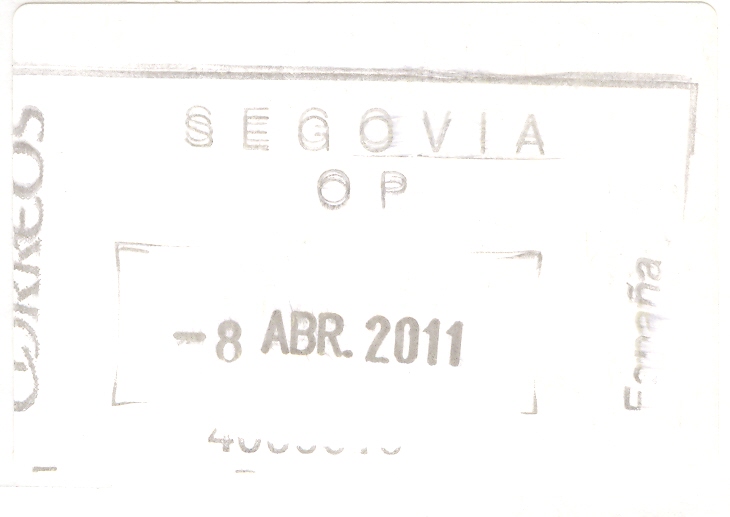 SEGOVIA
OP
CORREOS
-8 ABR. 2011
España